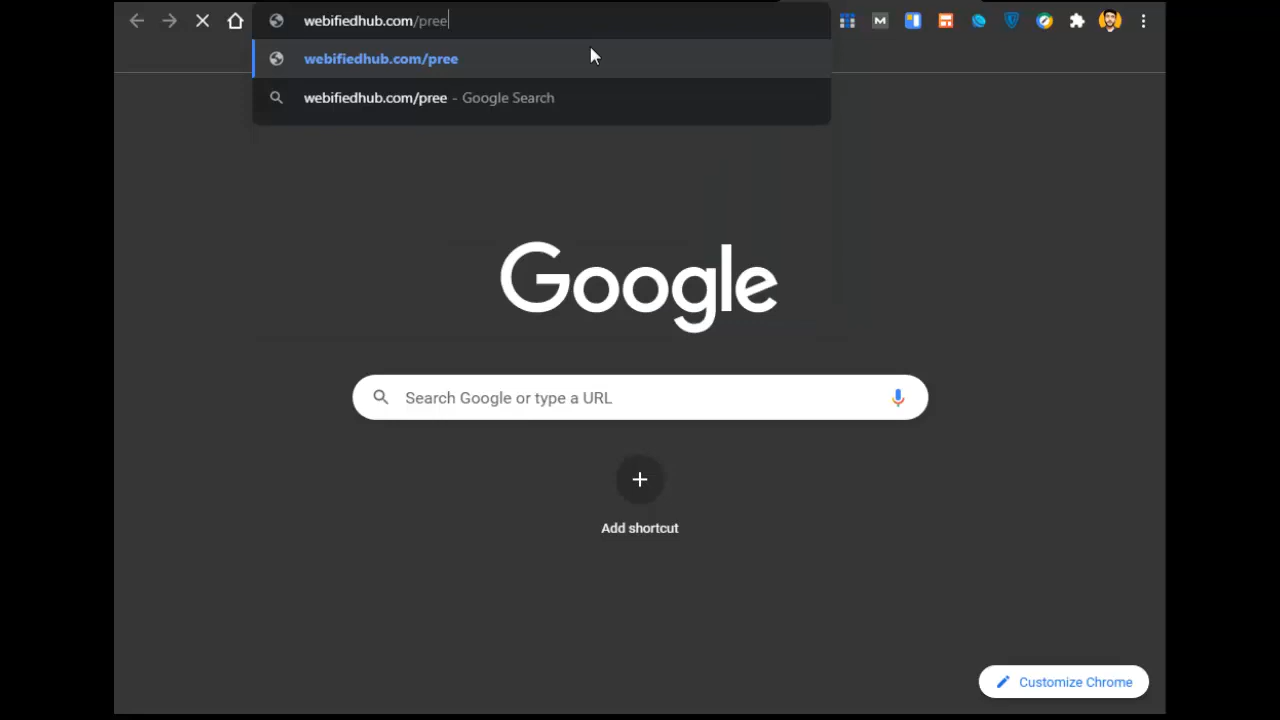 webifiedhub.com/pree
webifiedhub.com/pree
webifiedhub.com/pree - Google Search
M
Google
Search Google or type a URL
Add shortcut
Customize Chrome